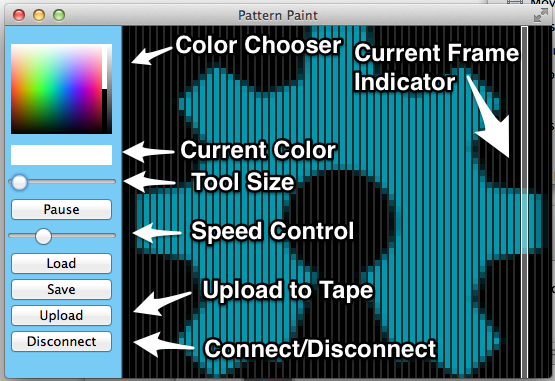 Pattern Paint
Color Chooser
Current Frame
Indicator
Current Color
Tool Size
Pause
Speed Control
Load
Save
Upload to Tape
Upload
Disconnect
Connect/Disconnect